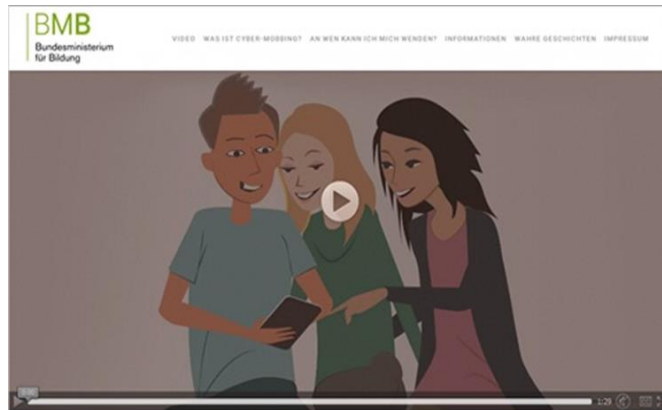 BMB
Bundesministerium
für Bildung
VIDEO WAS IST CYBER-MOBBING? AN WEN KANN ICH MICH WENDEN? INFORMATIONEN WAHRE GESCHICHTEN IMPRESSUM
1:29